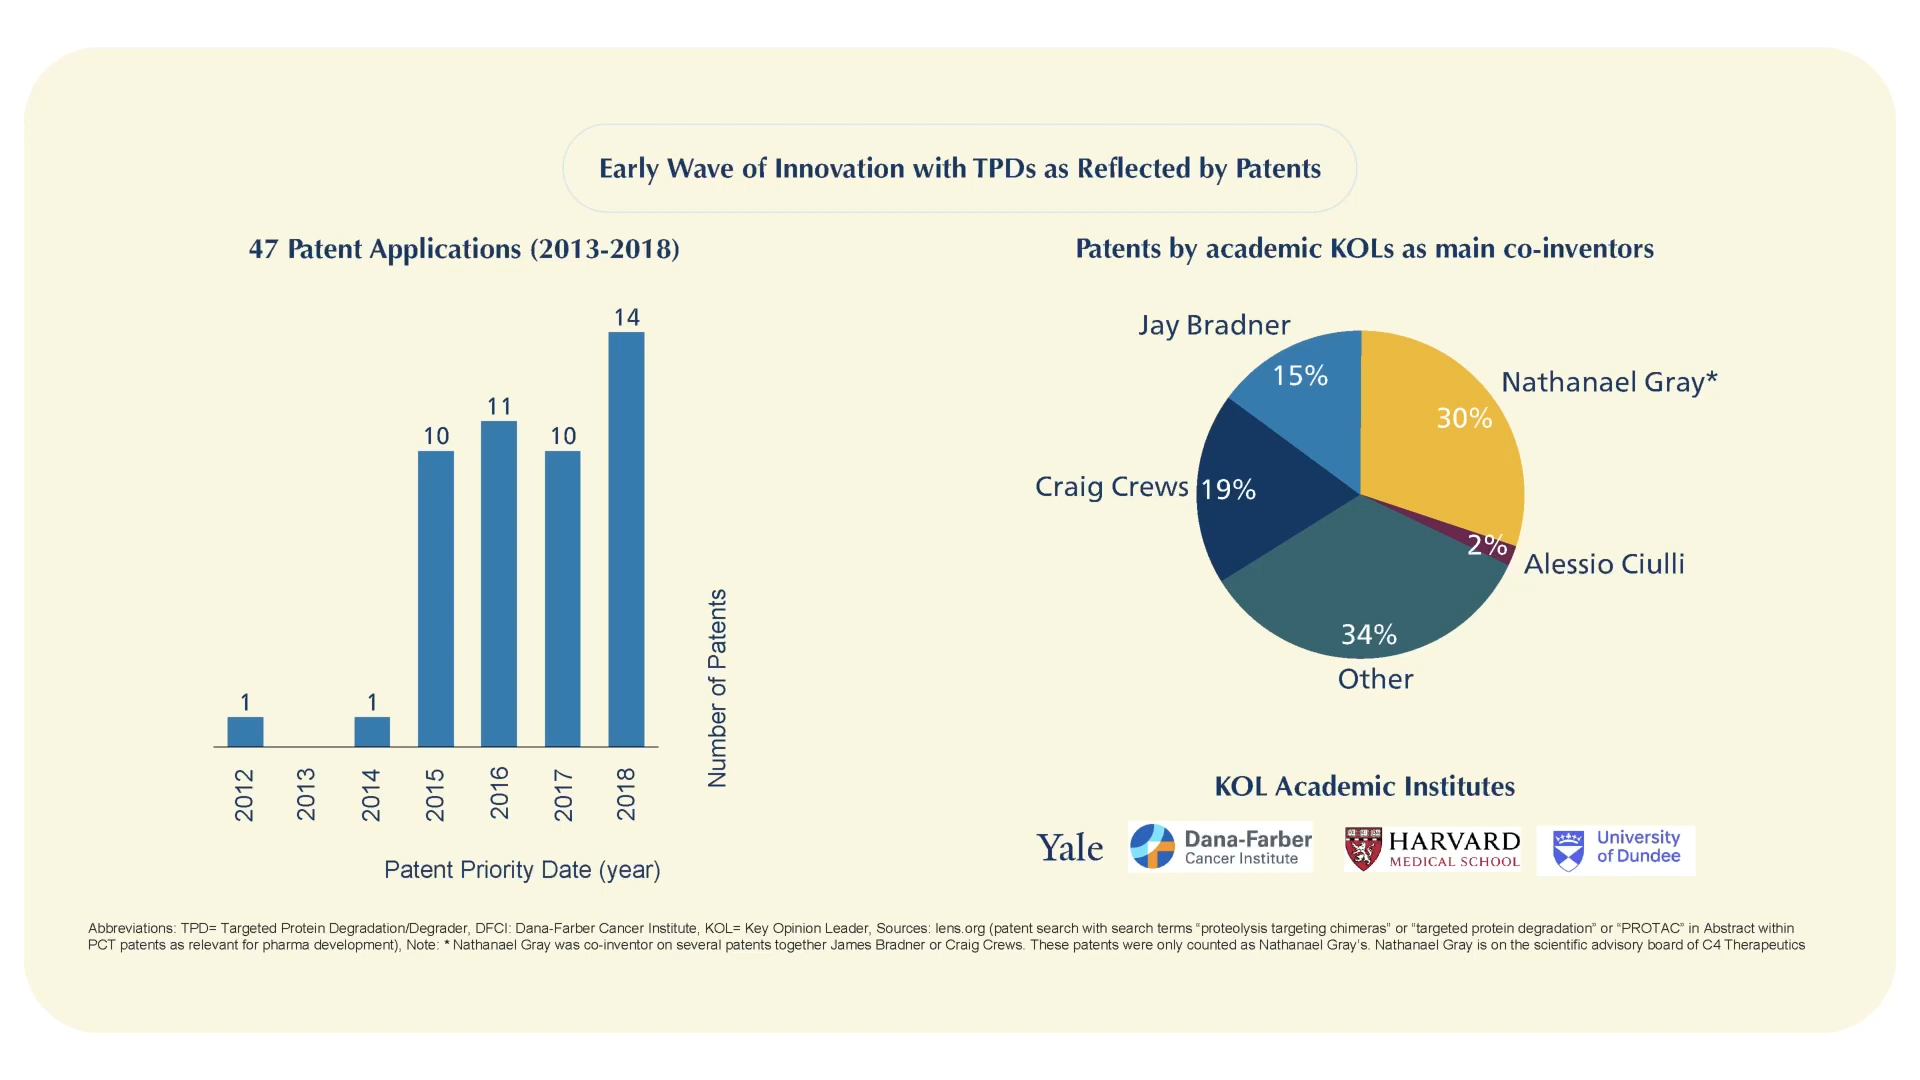 Early Wave of Innovation with TPDs as Reflected by Patents
47 Patent Applications (2013-2018)
14
11
10
10
1
1
2012
2013
2014
2015
2016
2017
2018
Number of Patents
Patent Priority Date (year)
Patents by academic KOLs as main co-inventors
Jay Bradner
15%
Nathanael Gray*
30%
Craig Crews
19%
2%
Alessio Ciulli
34%
Other
KOL Academic Institutes
Yale
Dana-Farber
Cancer Institute
HARVARD
MEDICAL SCHOOL
University
of Dundee
Abbreviations: TPD= Targeted Protein Degradation/Degrader, DFCI: Dana-Farber Cancer Institute, KOL= Key Opinion Leader, Sources: lens.org (patent search with search terms “proteolysis targeting chimeras” or “targeted protein degradation” or “PROTAC” in Abstract within
PCT patents as relevant for pharma development), Note: * Nathanael Gray was co-inventor on several patents together James Bradner or Craig Crews. These patents were only counted as Nathanael Gray’s. Nathanael Gray is on the scientific advisory board of C4 Therapeutics